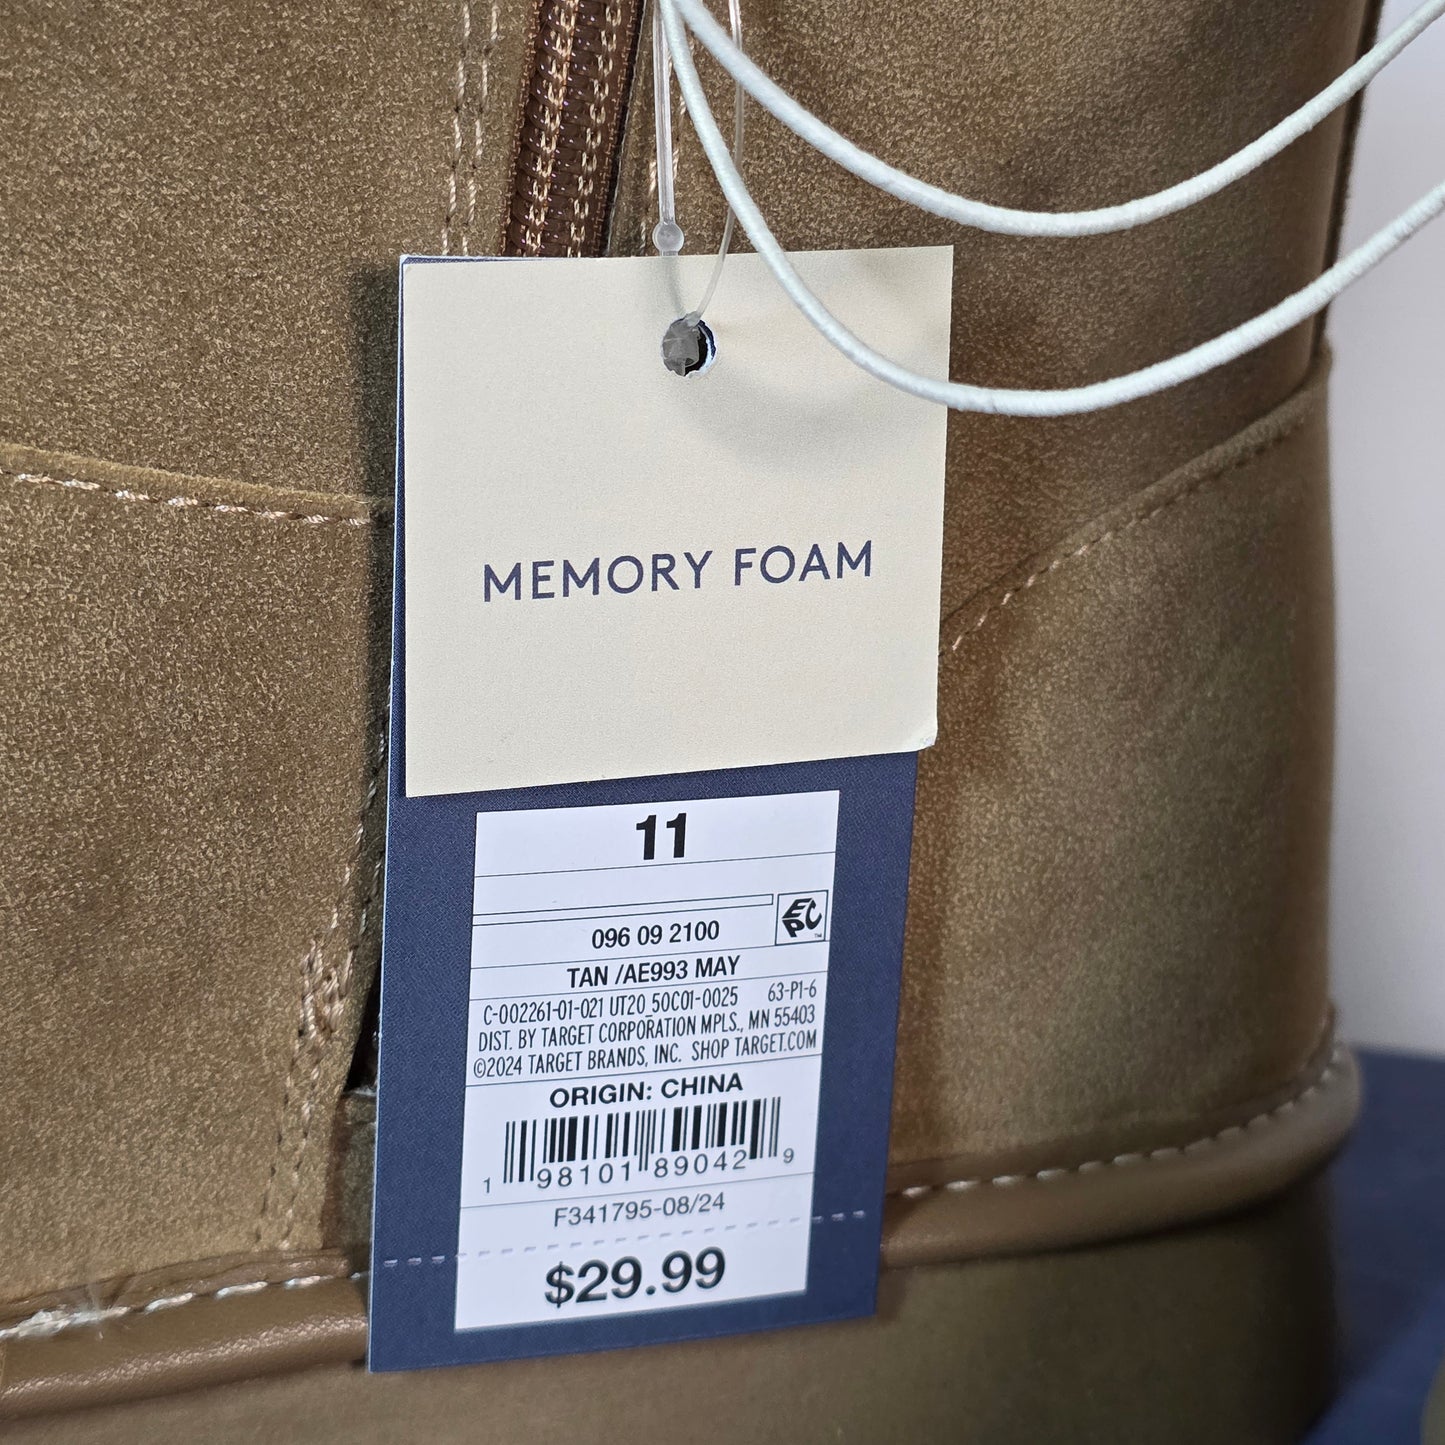 MEMORY FOAM
11
EPC™
096 09 2100
TAN /AE993 MAY
C-002261-01-021 UT20_50C01-0025 63-P1-6
DIST. BY TARGET CORPORATION MPLS., MN 55403
©2024 TARGET BRANDS, INC. SHOP TARGET.COM
ORIGIN: CHINA
1 98101 89042 9
F341795-08/24
$29.99